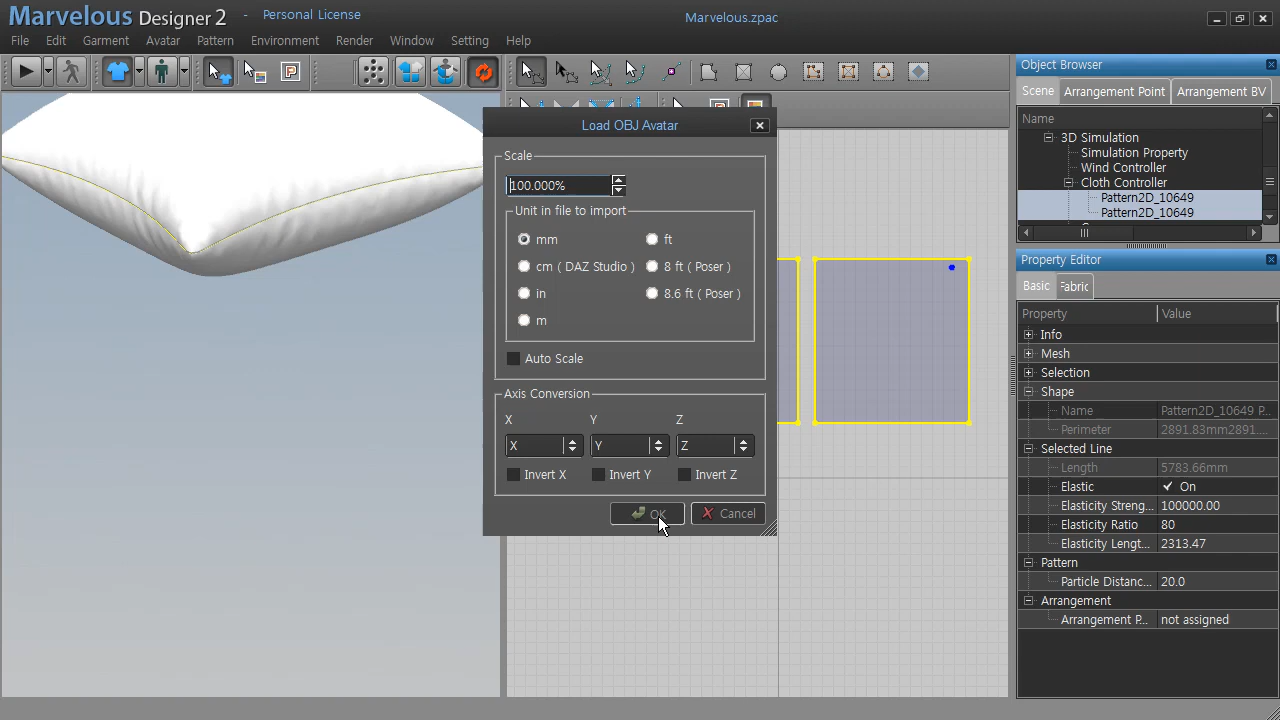 Marvelous Designer 2 - Personal License
Marvelous.zpac
File Edit Garment Avatar Pattern Environment Render Window Setting Help
Load OBJ Avatar
Scale
100.000%
Unit in file to import
mm
ft
cm ( DAZ Studio )
8 ft ( Poser )
in
8.6 ft ( Poser )
m
Auto Scale
Axis Conversion
X Y Z
X Y Z
Invert X Invert Y Invert Z
OK Cancel
Object Browser
Scene Arrangement Point Arrangement BV
Name
3D Simulation
Simulation Property
Wind Controller
Cloth Controller
Pattern2D_10649
Pattern2D_10649
Property Editor
Basic Fabric
Property Value
Info
Mesh
Selection
Shape
Name Pattern2D_10649 P...
Perimeter 2891.83mm2891....
Selected Line
Length 5783.66mm
Elastic On
Elasticity Streng... 100000.00
Elasticity Ratio 80
Elasticity Lengt... 2313.47
Pattern
Particle Distanc... 20.0
Arrangement
Arrangement P... not assigned